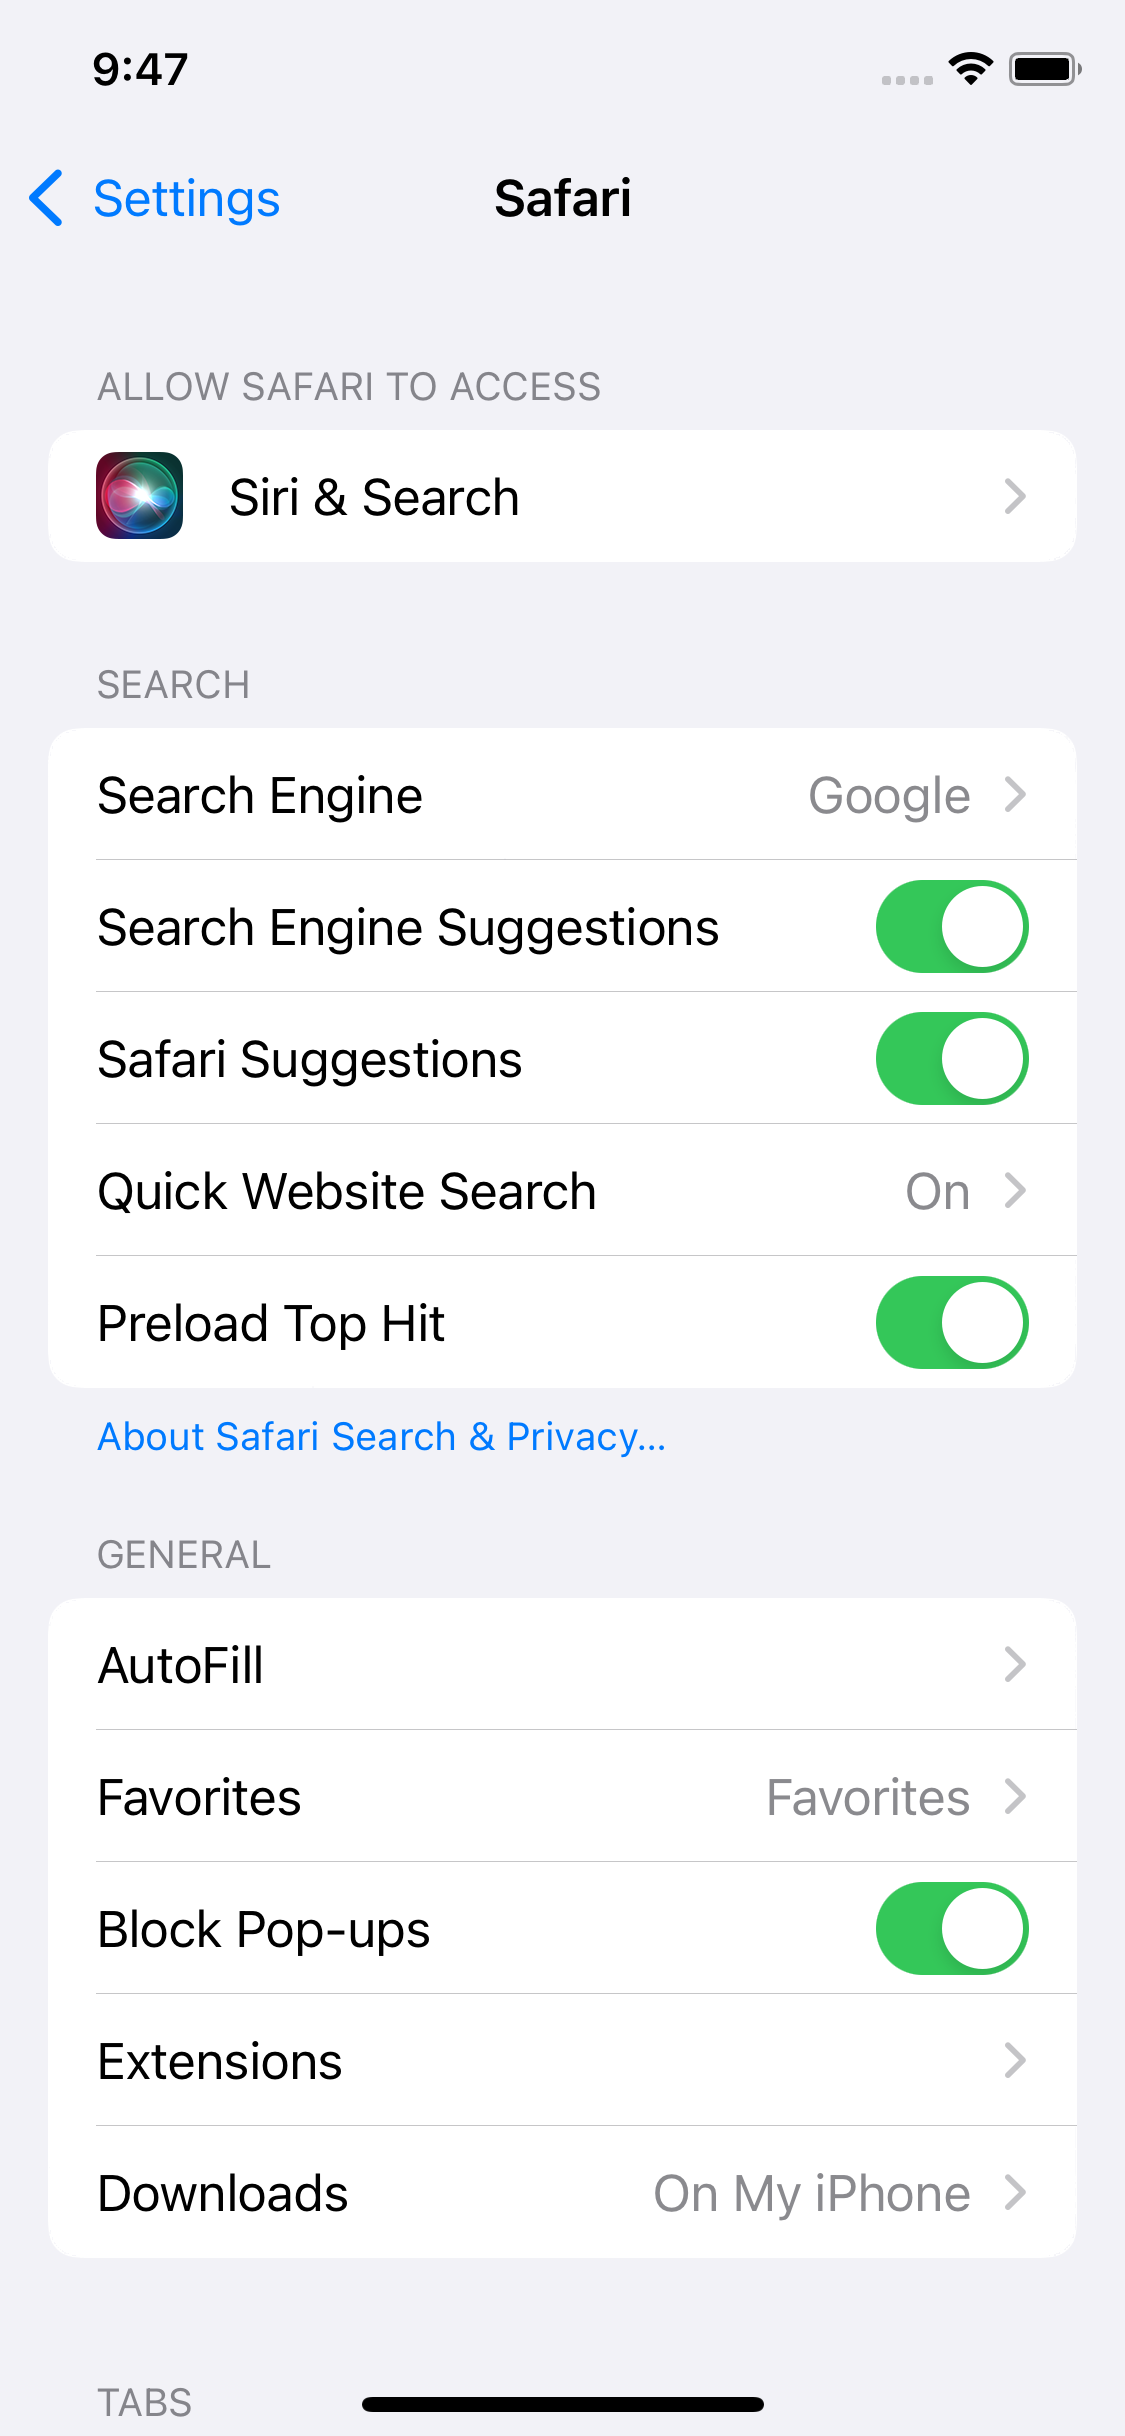 9:47
Settings
Safari
ALLOW SAFARI TO ACCESS
Siri & Search
SEARCH
Search Engine Google
Search Engine Suggestions
Safari Suggestions
Quick Website Search On
Preload Top Hit
About Safari Search & Privacy...
GENERAL
AutoFill
Favorites Favorites
Block Pop-ups
Extensions
Downloads On My iPhone
TABS